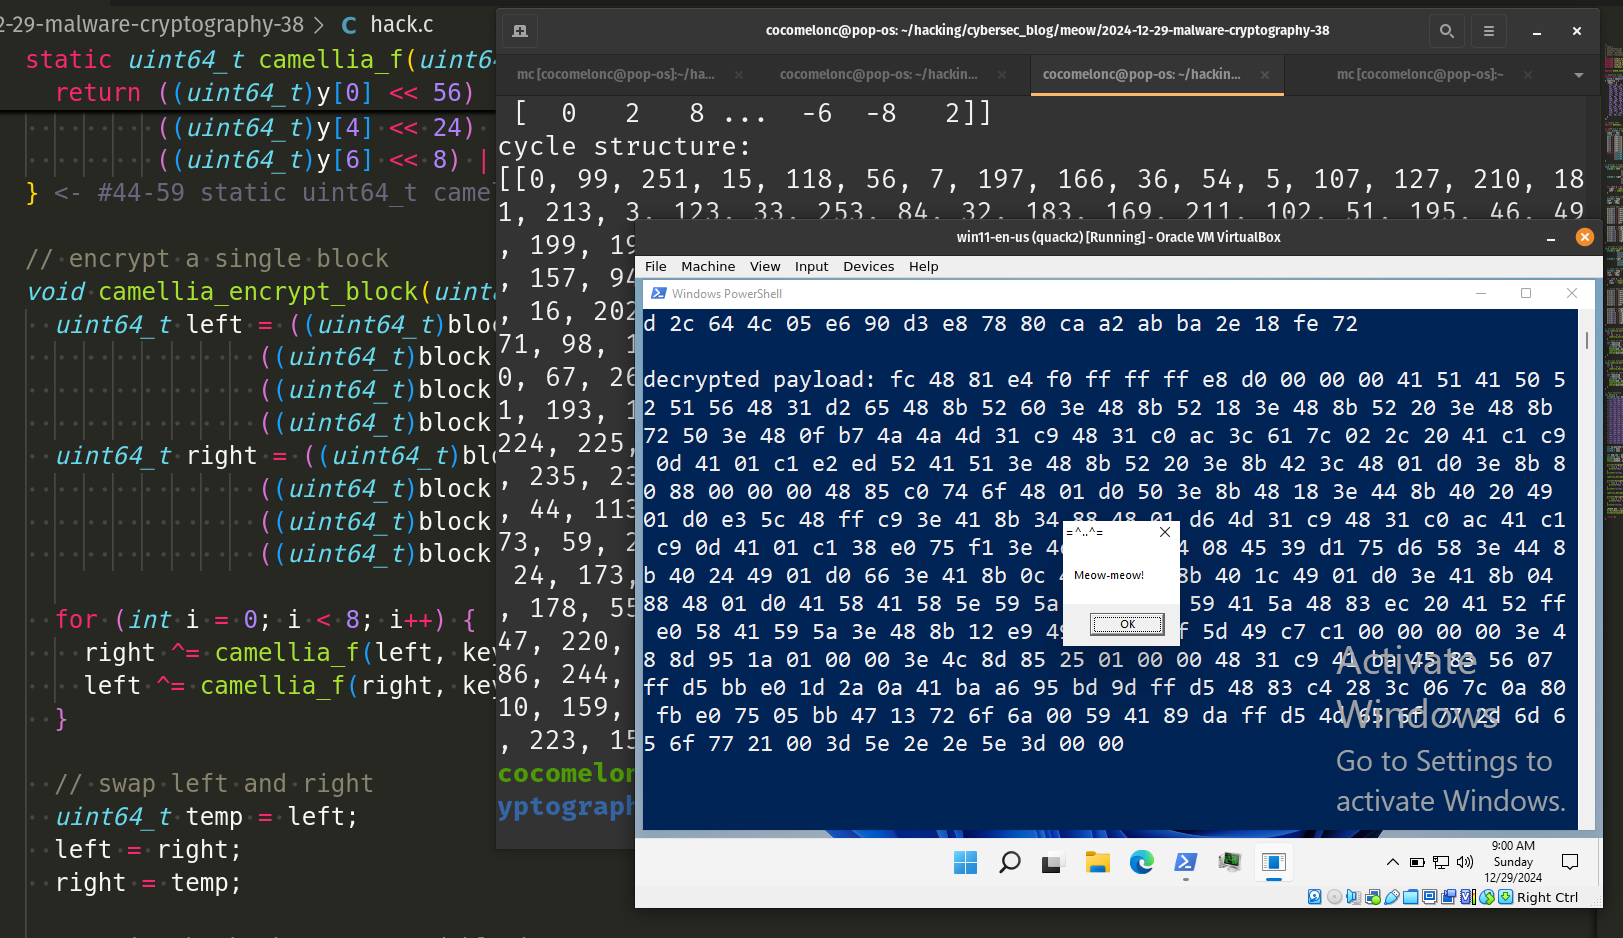 2-29-malware-cryptography-38 > C hack.c
static uint64_t camellia_f(uint6
return ((uint64_t)y[0] << 56)
((uint64_t)y[4] << 24)
((uint64_t)y[6] << 8) |
} <- #44-59 static uint64_t came
// encrypt a single block
void camellia_encrypt_block(uint
uint64_t left = ((uint64_t)bloc
((uint64_t)block
((uint64_t)block
((uint64_t)block
uint64_t right = ((uint64_t)blo
((uint64_t)block
((uint64_t)block
((uint64_t)block
for (int i = 0; i < 8; i++) {
right ^= camellia_f(left, key
left ^= camellia_f(right, key
}
// swap left and right
uint64_t temp = left;
left = right;
right = temp;
cocomelonc@pop-os: ~/hacking/cybersec_blog/meow/2024-12-29-malware-cryptography-38
mc [cocomelonc@pop-os]:~/ha...
cocomelonc@pop-os: ~/hackin...
cocomelonc@pop-os: ~/hackin...
mc [cocomelonc@pop-os]:~
[ 0 2 8 ... -6 -8 2]]
cycle structure:
[[0, 99, 251, 15, 118, 56, 7, 197, 166, 36, 54, 5, 107, 127, 210, 18
1, 213, 3, 123, 33, 253, 84, 32, 183, 169, 211, 102, 51, 195, 46, 49
, 199, 19
, 157, 94
, 16, 202
71, 98, 1
0, 67, 26
1, 193, 1
224, 225,
, 235, 23
, 44, 113
73, 59, 2
24, 173,
, 178, 55
47, 220,
86, 244,
10, 159,
, 223, 15
cocomelon
yptograph
win11-en-us (quack2) [Running] - Oracle VM VirtualBox
File Machine View Input Devices Help
Windows PowerShell
d 2c 64 4c 05 e6 90 d3 e8 78 80 ca a2 ab ba 2e 18 fe 72
decrypted payload: fc 48 81 e4 f0 ff ff ff e8 d0 00 00 00 41 51 41 50 5
2 51 56 48 31 d2 65 48 8b 52 60 3e 48 8b 52 18 3e 48 8b 52 20 3e 48 8b
72 50 3e 48 0f b7 4a 4a 4d 31 c9 48 31 c0 ac 3c 61 7c 02 2c 20 41 c1 c9
0d 41 01 c1 e2 ed 52 41 51 3e 48 8b 52 20 3e 8b 42 3c 48 01 d0 3e 8b 8
0 88 00 00 00 48 85 c0 74 6f 48 01 d0 50 3e 8b 48 18 3e 44 8b 40 20 49
01 d0 e3 5c 48 ff c9 3e 41 8b 34 88 48 01 d6 4d 31 c9 48 31 c0 ac 41 c1
c9 0d 41 01 c1 38 e0 75 f1 3e 4c 08 45 39 d1 75 d6 58 3e 44 8
b 40 24 49 01 d0 66 3e 41 8b 0c 8b 40 1c 49 01 d0 3e 41 8b 04
88 48 01 d0 41 58 41 58 5e 59 5a 59 41 5a 48 83 ec 20 41 52 ff
e0 58 41 59 5a 3e 48 8b 12 e9 49 f 5d 49 c7 c1 00 00 00 00 3e 4
8 8d 95 1a 01 00 00 3e 4c 8d 85 25 01 00 00 48 31 c9 41 ba 45 83 56 07
ff d5 bb e0 1d 2a 0a 41 ba a6 95 bd 9d ff d5 48 83 c4 28 3c 06 7c 0a 80
fb e0 75 05 bb 47 13 72 6f 6a 00 59 41 89 da ff d5 4d 65 6f 77 2d 6d 6
5 6f 77 21 00 3d 5e 2e 2e 5e 3d 00 00
=^..^=
Meow-meow!
OK
Activate
Windows
Go to Settings to
activate Windows.
9:00 AM
Sunday
12/29/2024
Right Ctrl